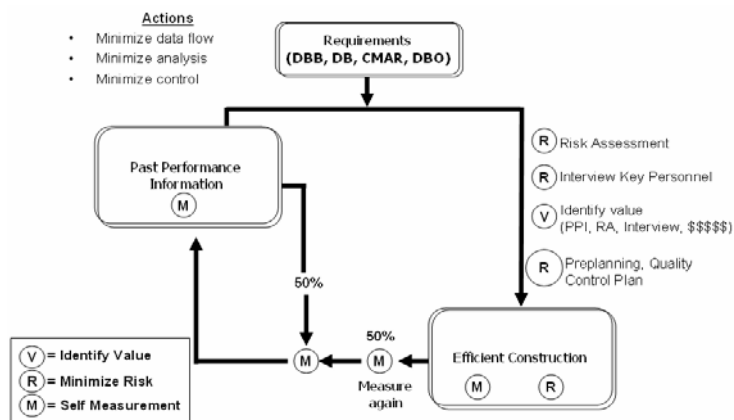 Actions
• Minimize data flow
• Minimize analysis
• Minimize control
Requirements
(DBB, DB, CMAR, DBO)
Past Performance
Information
M
R Risk Assessment
R Interview Key Personnel
V Identify value
(PPI, RA, Interview, $$$$$)
R Preplanning, Quality
Control Plan
50%
50%
M
M
Measure
again
Efficient Construction
M R
V = Identify Value
R = Minimize Risk
M = Self Measurement